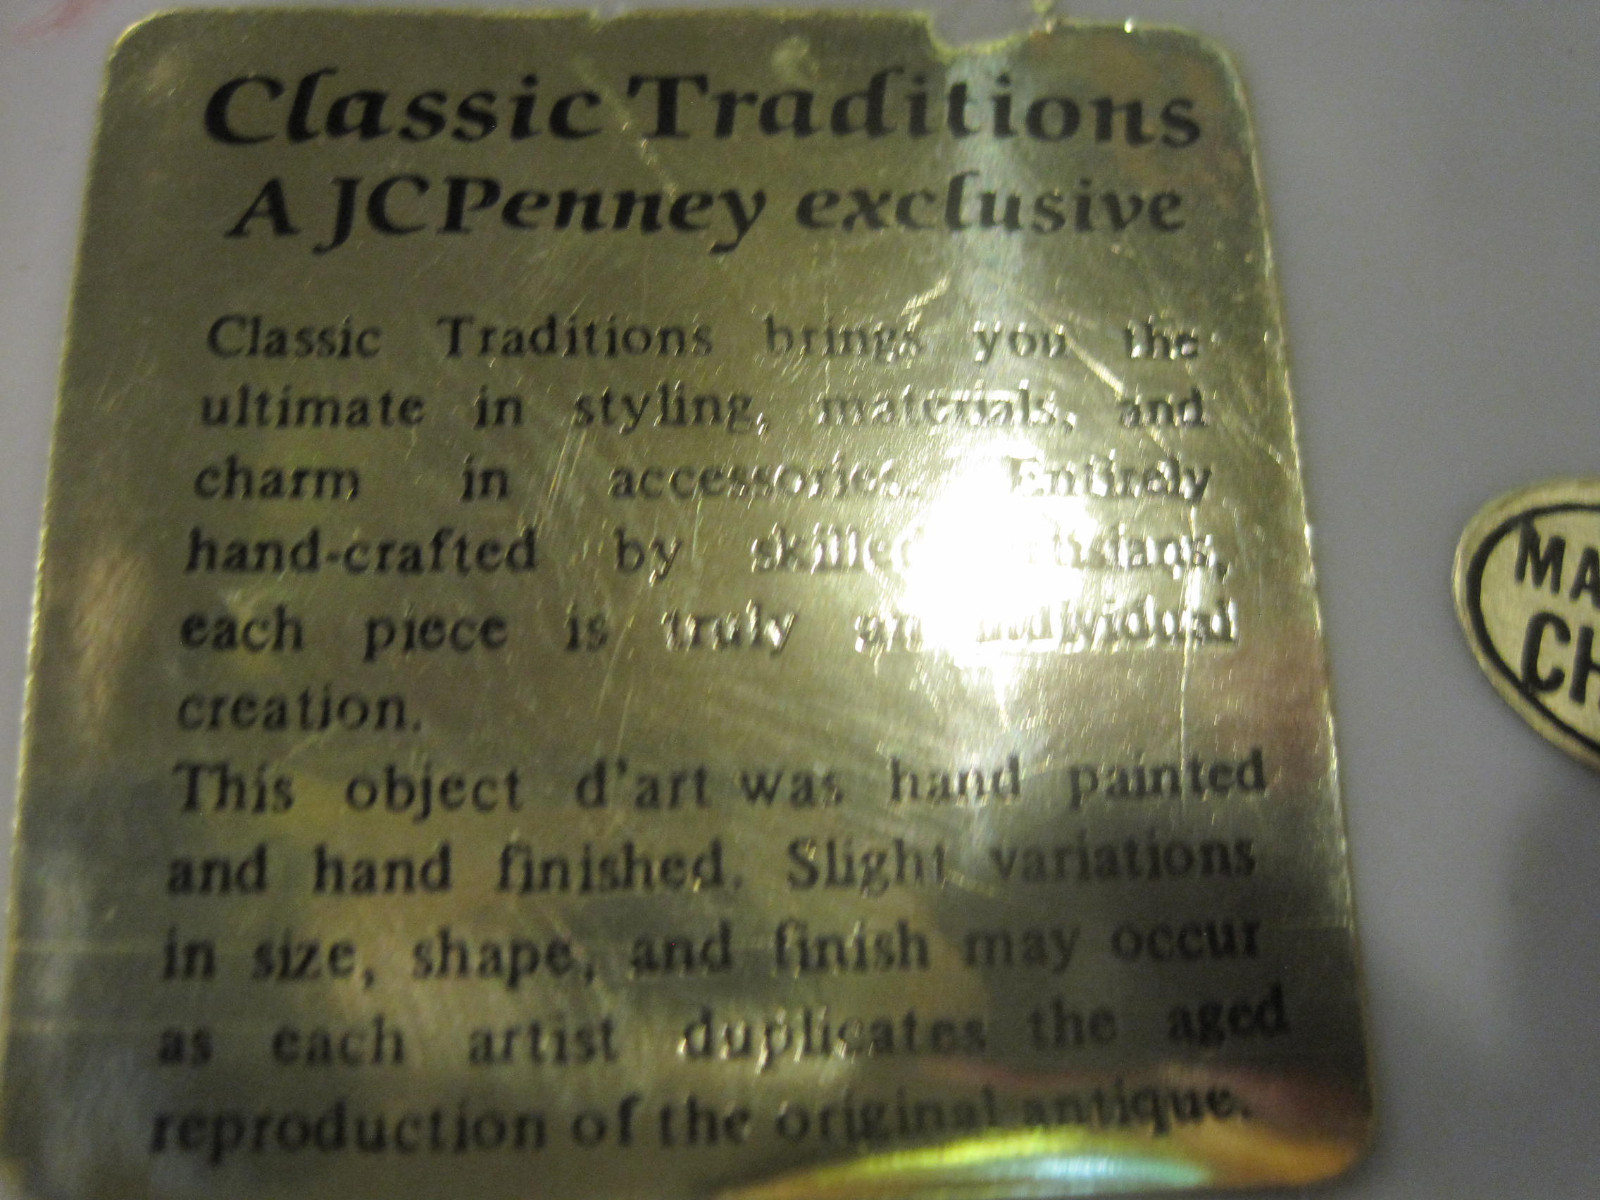 Classic Traditions
A JCPenney exclusive
Classic Traditions brings you the
ultimate in styling, materials, and
charm in accessories. Entirely
hand-crafted by skilled artisians,
each piece is truly an individual
creation.
This object d'art was hand painted
and hand finished. Slight variations
in size, shape, and finish may occur
as each artist duplicates the aged
reproduction of the original antique.
MA
CH